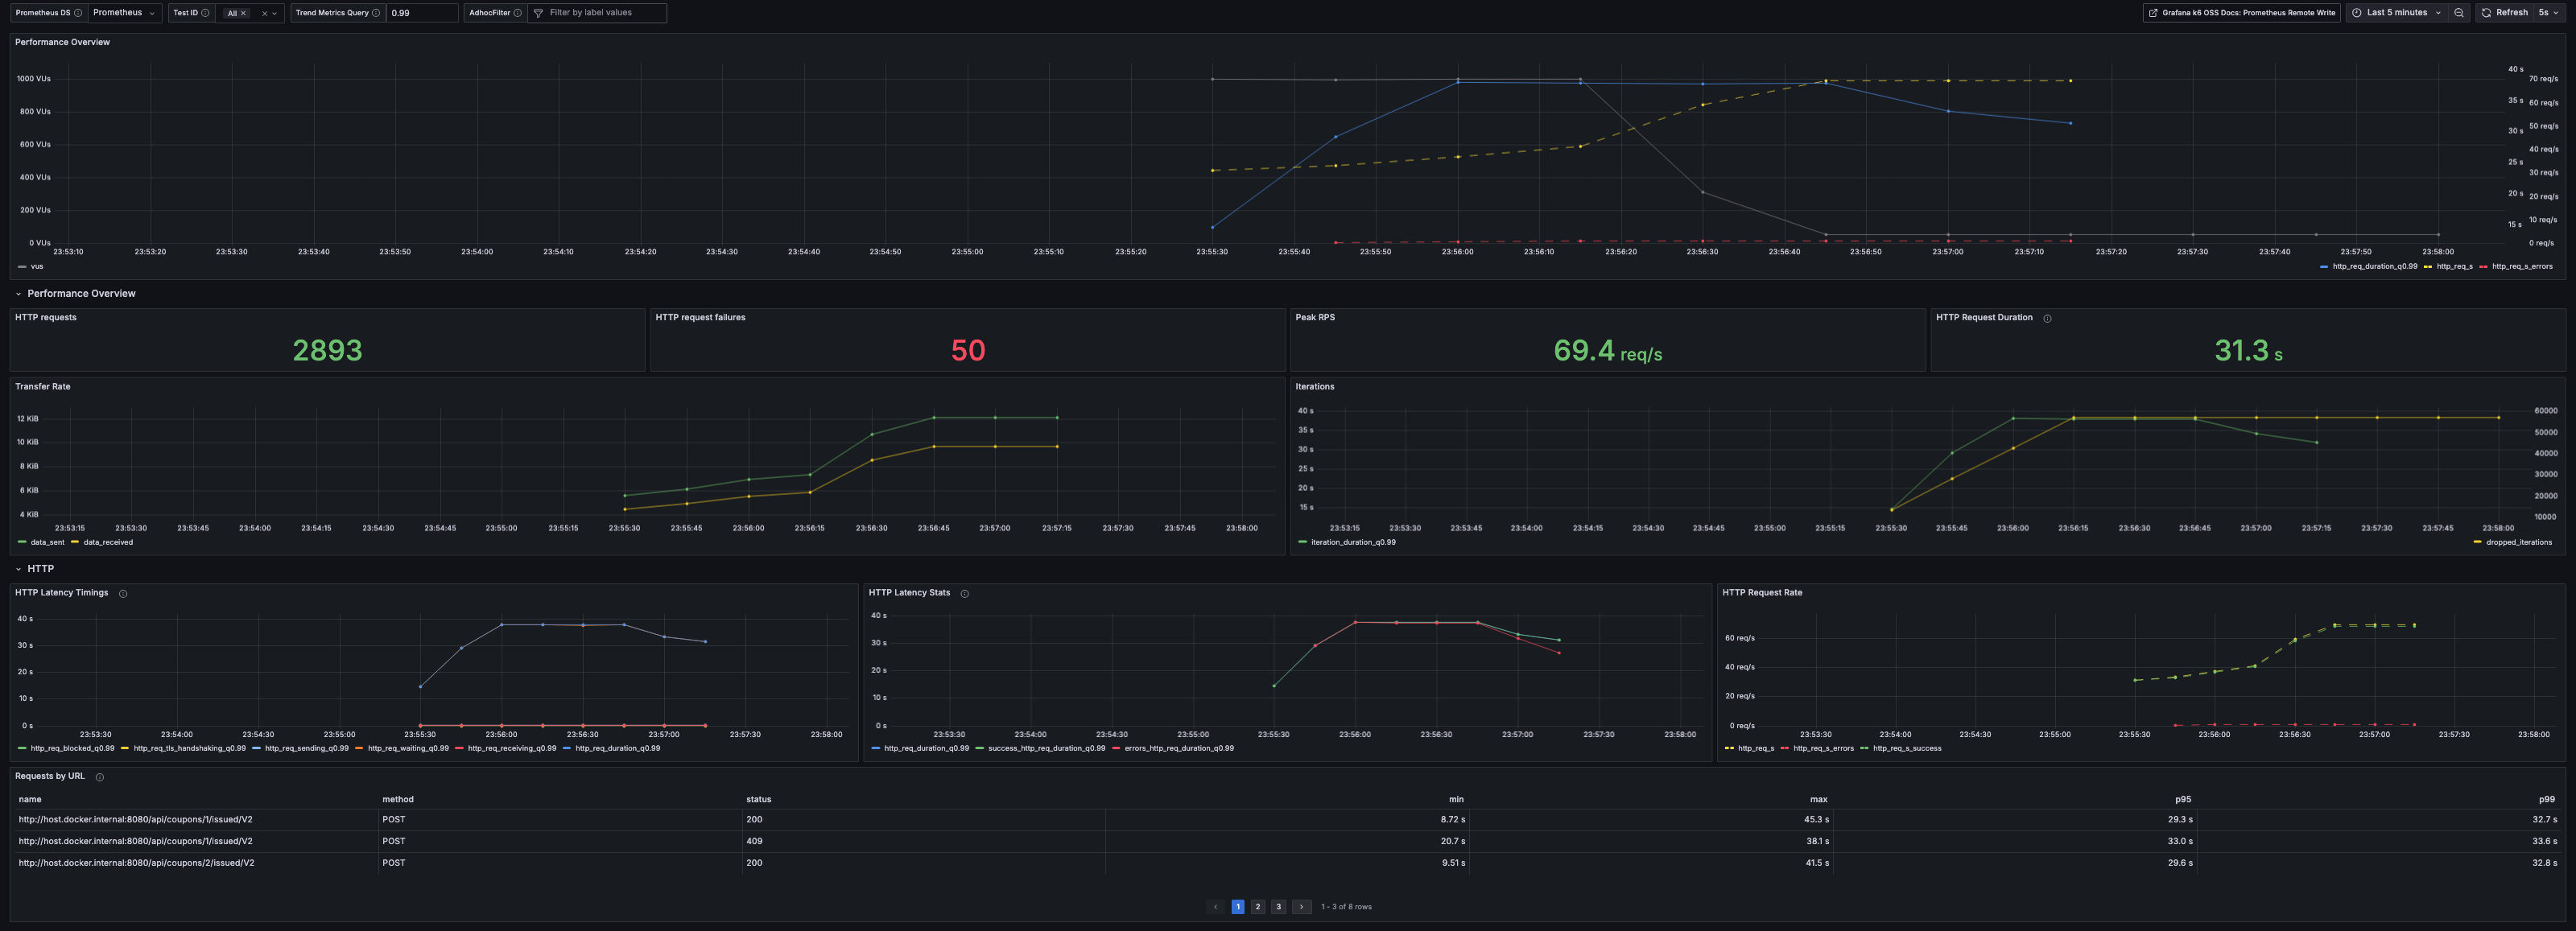 Prometheus DS Prometheus Test ID All Trend Metrics Query 0.99 AdhocFilter Filter by label values Grafana k6 OSS Docs: Prometheus Remote Write Last 5 minutes Refresh 5s
Performance Overview
1000 VUs
800 VUs
600 VUs
400 VUs
200 VUs
0 VUs
40 s
35 s
30 s
25 s
20 s
15 s
70 req/s
60 req/s
50 req/s
40 req/s
30 req/s
20 req/s
10 req/s
0 req/s
23:53:10 23:53:20 23:53:30 23:53:40 23:53:50 23:54:00 23:54:10 23:54:20 23:54:30 23:54:40 23:54:50 23:55:00 23:55:10 23:55:20 23:55:30 23:55:40 23:55:50 23:56:00 23:56:10 23:56:20 23:56:30 23:56:40 23:56:50 23:57:00 23:57:10 23:57:20 23:57:30 23:57:40 23:57:50 23:58:00
vus http_req_duration_q0.99 http_req_s http_req_s_errors
Performance Overview
HTTP requests
2893
HTTP request failures
50
Peak RPS
69.4 req/s
HTTP Request Duration
31.3 s
Transfer Rate
12 KiB
10 KiB
8 KiB
6 KiB
4 KiB
23:53:15 23:53:30 23:53:45 23:54:00 23:54:15 23:54:30 23:54:45 23:55:00 23:55:15 23:55:30 23:55:45 23:56:00 23:56:15 23:56:30 23:56:45 23:57:00 23:57:15 23:57:30 23:57:45 23:58:00
data_sent data_received
Iterations
40 s
35 s
30 s
25 s
20 s
15 s
60000
50000
40000
30000
20000
10000
23:53:15 23:53:30 23:53:45 23:54:00 23:54:15 23:54:30 23:54:45 23:55:00 23:55:15 23:55:30 23:55:45 23:56:00 23:56:15 23:56:30 23:56:45 23:57:00 23:57:15 23:57:30 23:57:45 23:58:00
iteration_duration_q0.99 dropped_iterations
HTTP
HTTP Latency Timings
40 s
30 s
20 s
10 s
0 s
23:53:30 23:54:00 23:54:30 23:55:00 23:55:30 23:56:00 23:56:30 23:57:00 23:57:30 23:58:00
http_req_blocked_q0.99 http_req_tls_handshaking_q0.99 http_req_sending_q0.99 http_req_waiting_q0.99 http_req_receiving_q0.99 http_req_duration_q0.99
HTTP Latency Stats
40 s
30 s
20 s
10 s
0 s
23:53:30 23:54:00 23:54:30 23:55:00 23:55:30 23:56:00 23:56:30 23:57:00 23:57:30 23:58:00
http_req_duration_q0.99 success_http_req_duration_q0.99 errors_http_req_duration_q0.99
HTTP Request Rate
60 req/s
40 req/s
20 req/s
0 req/s
23:53:30 23:54:00 23:54:30 23:55:00 23:55:30 23:56:00 23:56:30 23:57:00 23:57:30 23:58:00
http_req_s http_req_s_errors http_req_s_success
Requests by URL
name method status min max p95 p99
http://host.docker.internal:8080/api/coupons/1/issued/V2 POST 200 8.72 s 45.3 s 29.3 s 32.7 s
http://host.docker.internal:8080/api/coupons/1/issued/V2 POST 409 20.7 s 38.1 s 33.0 s 33.6 s
http://host.docker.internal:8080/api/coupons/2/issued/V2 POST 200 9.51 s 41.5 s 29.6 s 32.8 s
1 2 3 1 - 3 of 8 rows